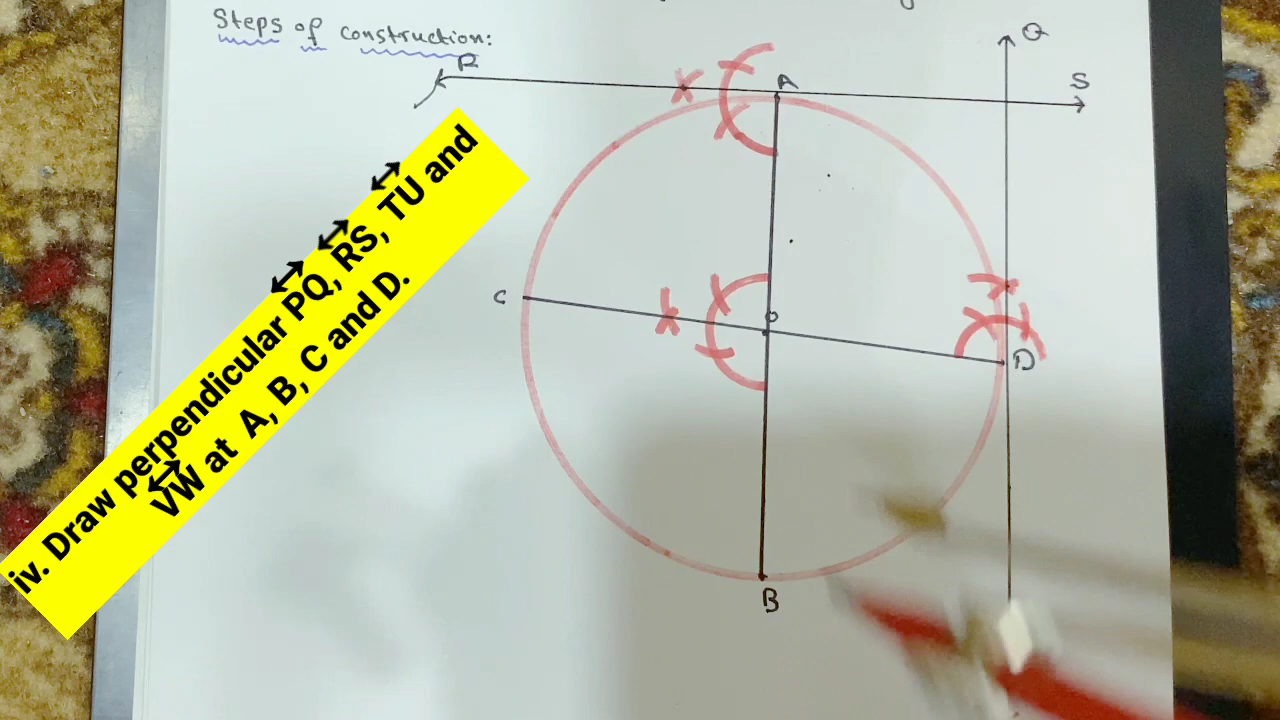 Steps of construction:
R
A
Q
S
C
O
D
B
iv. Draw perpendicular PQ, RS, TU and
VW at A, B, C and D.